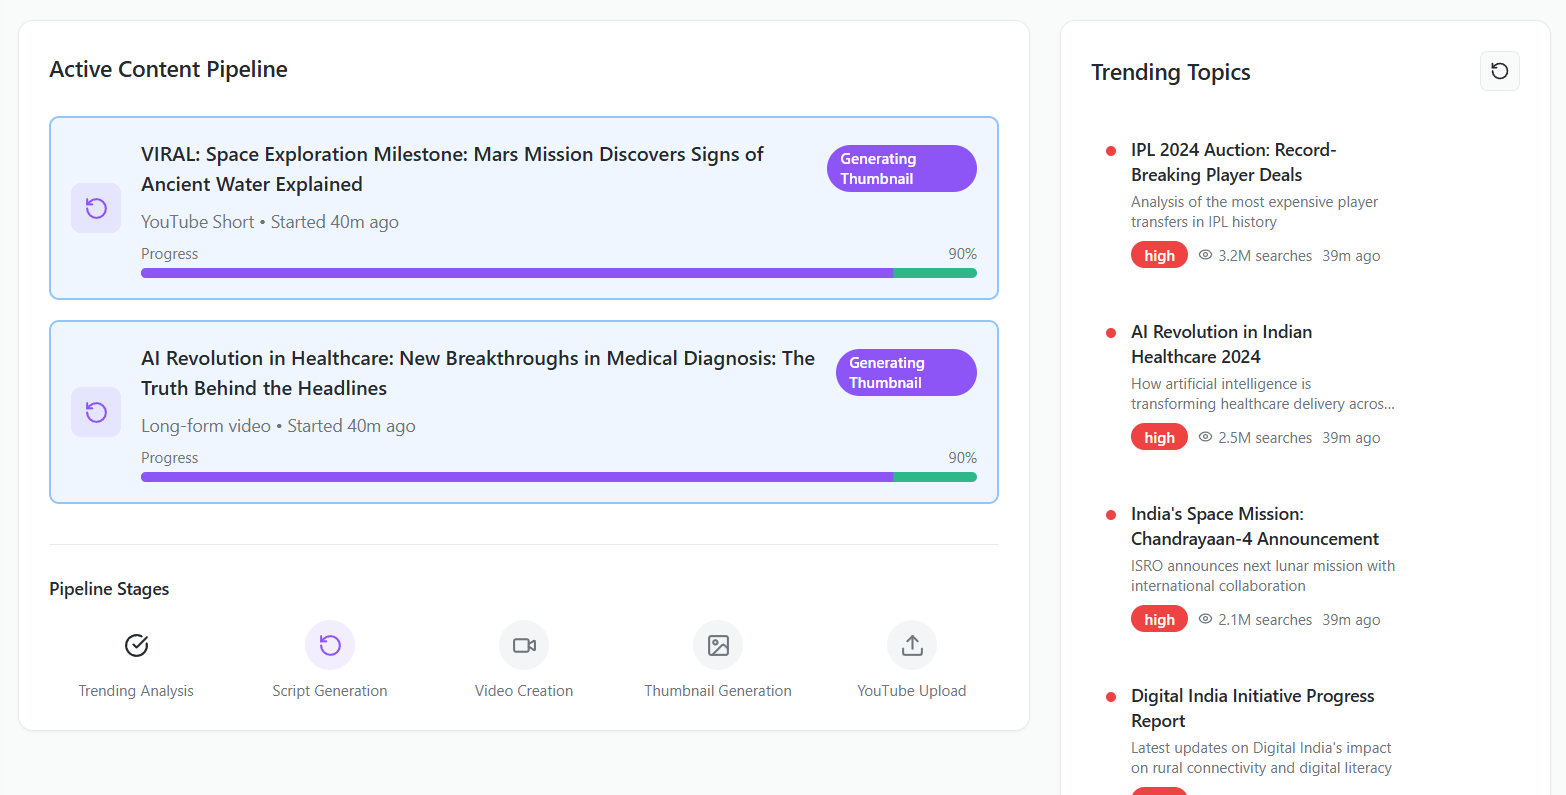 Active Content Pipeline
VIRAL: Space Exploration Milestone: Mars Mission Discovers Signs of
Ancient Water Explained
Generating
Thumbnail
YouTube Short • Started 40m ago
Progress
90%
AI Revolution in Healthcare: New Breakthroughs in Medical Diagnosis: The
Truth Behind the Headlines
Generating
Thumbnail
Long-form video • Started 40m ago
Progress
90%
Pipeline Stages
Trending Analysis
Script Generation
Video Creation
Thumbnail Generation
YouTube Upload
Trending Topics
IPL 2024 Auction: Record-
Breaking Player Deals
Analysis of the most expensive player
transfers in IPL history
high 3.2M searches 39m ago
AI Revolution in Indian
Healthcare 2024
How artificial intelligence is
transforming healthcare delivery acros...
high 2.5M searches 39m ago
India's Space Mission:
Chandrayaan-4 Announcement
ISRO announces next lunar mission with
international collaboration
high 2.1M searches 39m ago
Digital India Initiative Progress
Report
Latest updates on Digital India's impact
on rural connectivity and digital literacy